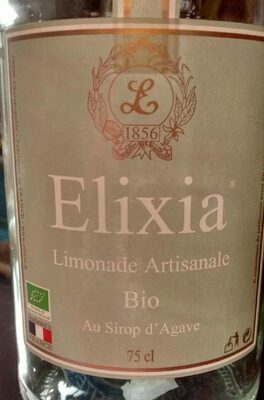 L
1856
Elixia®
Limonade Artisanale
Bio
Au Sirop d'Agave
75 cl